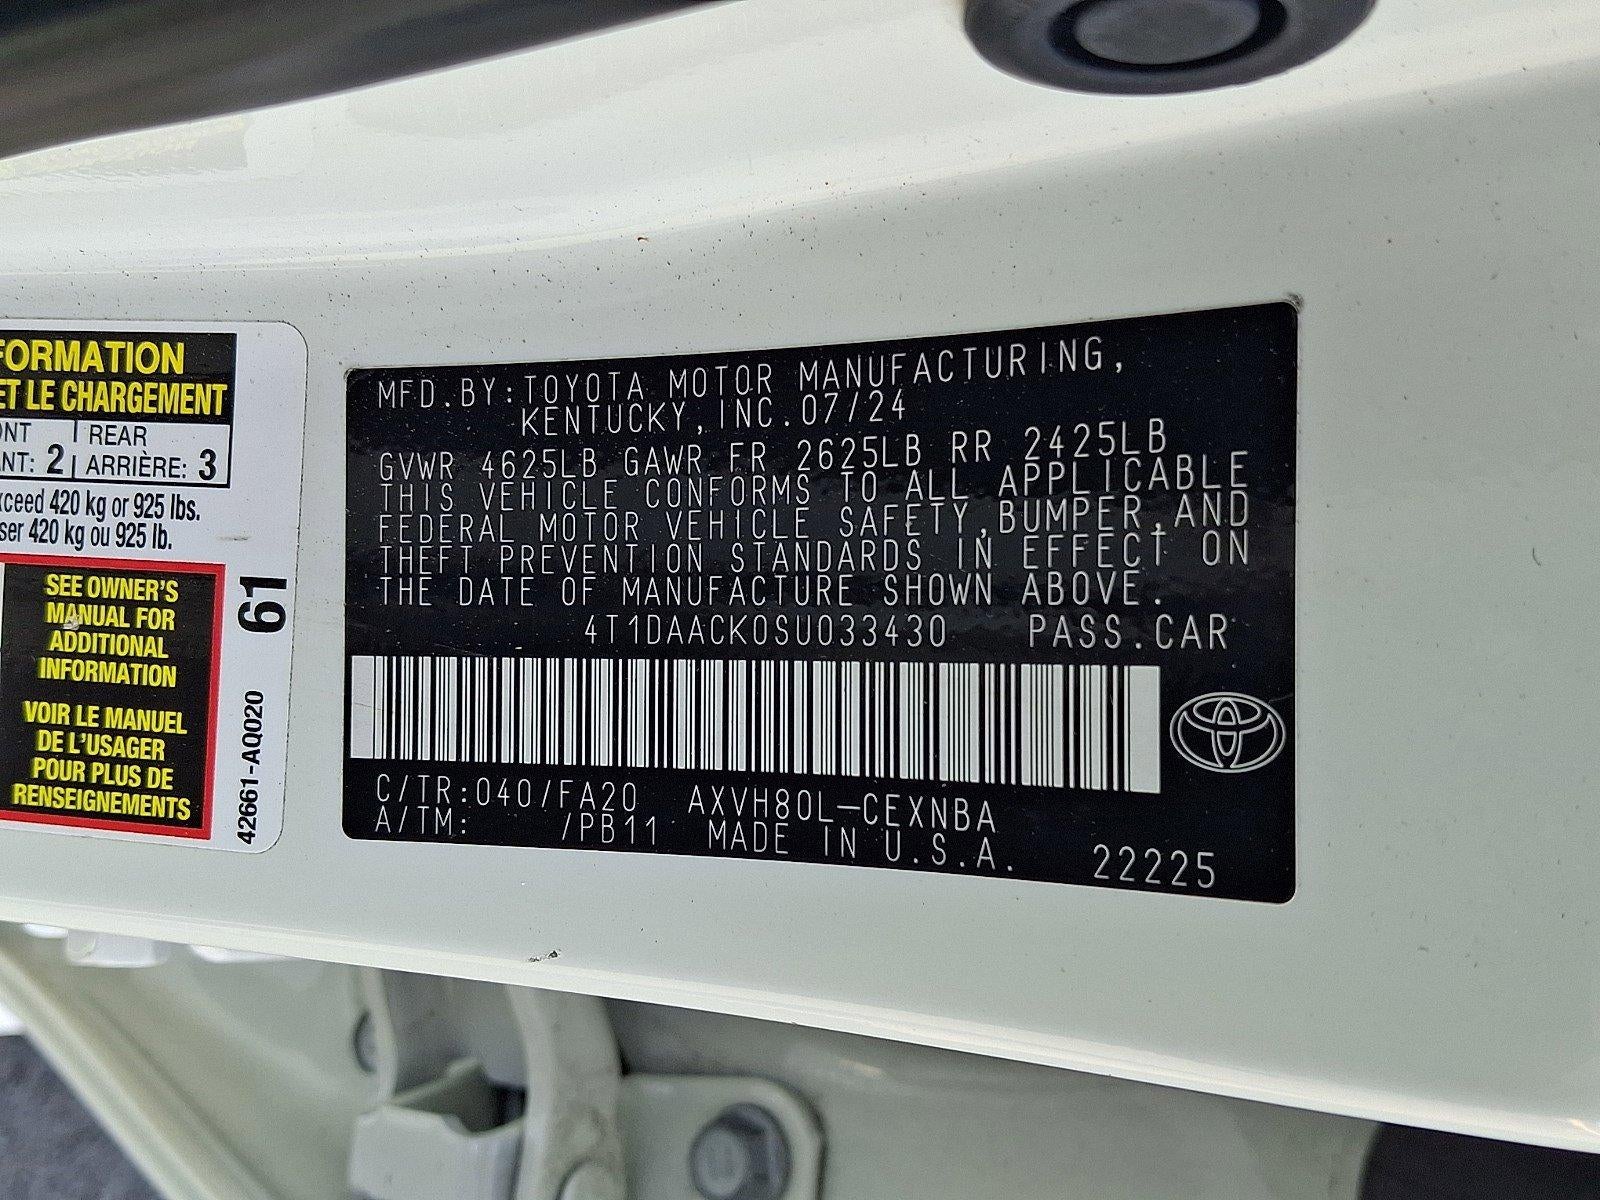 FORMATION
ET LE CHARGEMENT
REAR
ANT: 2 ARRIÈRE: 3
420 kg or 925 lbs.
420 kg ou 925 lb.
SEE OWNER'S
MANUAL FOR
ADDITIONAL
INFORMATION
VOIR LE MANUEL
DE L'USAGER
POUR PLUS DE
RENSEIGNEMENTS
61
42661-AQ020
MFD.BY:TOYOTA MOTOR MANUFACTURING,
KENTUCKY,INC.07/24
GVWR 4625LB GAWR FR 2625LB RR 2425LB
THIS VEHICLE CONFORMS TO ALL APPLICABLE
FEDERAL MOTOR VEHICLE SAFETY,BUMPER,AND
THEFT PREVENTION STANDARDS IN EFFECT ON
THE DATE OF MANUFACTURE SHOWN ABOVE.
4T1DAACK0SU033430 PASS.CAR
C/TR:040/FA20 AXVH80L-CEXNBA
A/TM: /PB11 MADE IN U.S.A. 22225